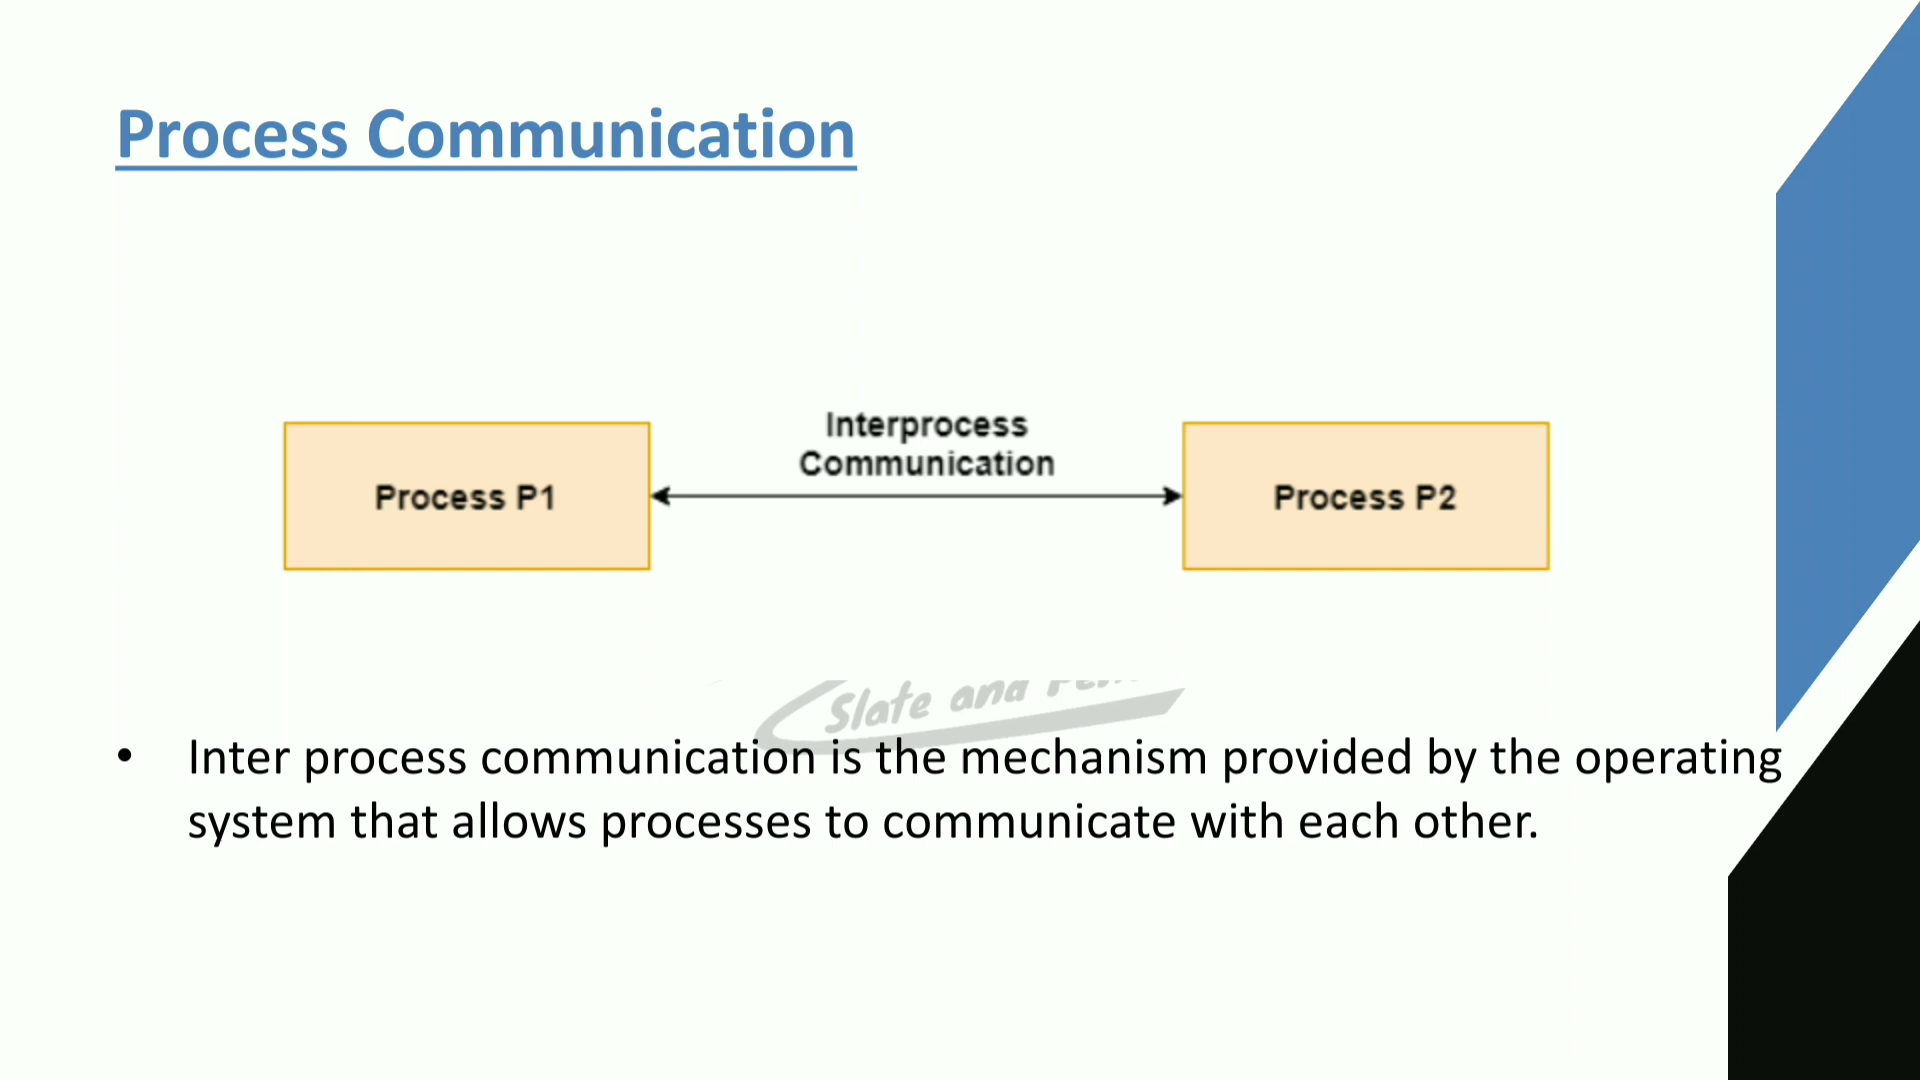 Process Communication
Interprocess
Communication
Process P1
Process P2
Slate and
• Inter process communication is the mechanism provided by the operating
system that allows processes to communicate with each other.